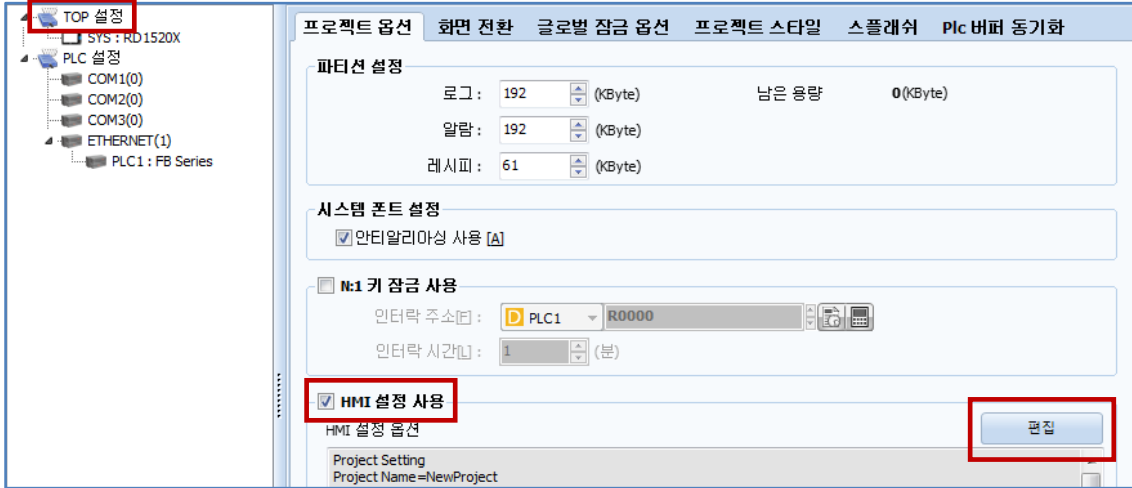 TOP 설정
SYS : RD1520X
PLC 설정
COM1(0)
COM2(0)
COM3(0)
ETHERNET(1)
PLC1 : FB Series
프로젝트 옵션 화면 전환 글로벌 잠금 옵션 프로젝트 스타일 스플래쉬 Plc 버퍼 동기화
파티션 설정
로그 : 192 (KByte) 남은 용량 0(KByte)
알람 : 192 (KByte)
레시피 : 61 (KByte)
시스템 폰트 설정
안티알리아싱 사용 [A]
N:1 키 잠금 사용
인터락 주소[F] : D PLC1 R0000
인터락 시간[L] : 1 (분)
HMI 설정 사용
HMI 설정 옵션 편집
Project Setting
Project Name=NewProject